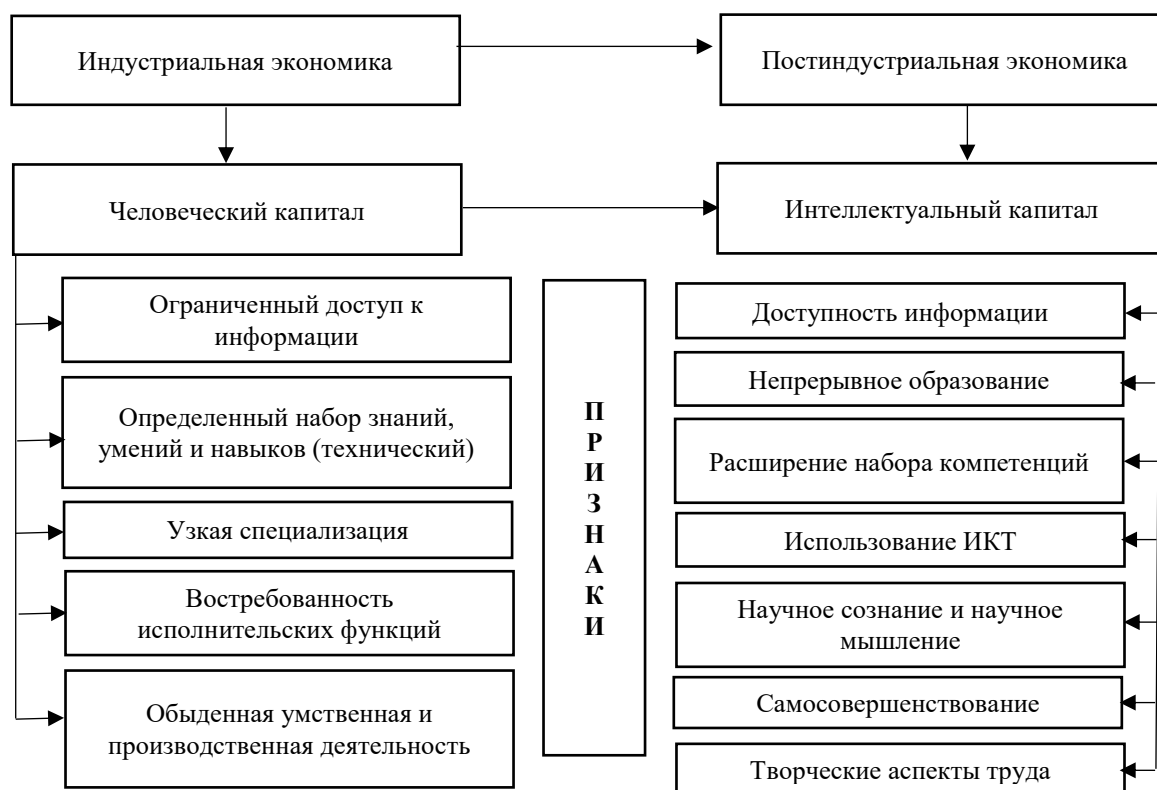 Индустриальная экономика
Постиндустриальная экономика
Человеческий капитал
Интеллектуальный капитал
Ограниченный доступ к
информации
Определенный набор знаний,
умений и навыков (технический)
Узкая специализация
Востребованность
исполнительских функций
Обыденная умственная и
производственная деятельность
П
Р
И
З
Н
А
К
И
Доступность информации
Непрерывное образование
Расширение набора компетенций
Использование ИКТ
Научное сознание и научное
мышление
Самосовершенствование
Творческие аспекты труда